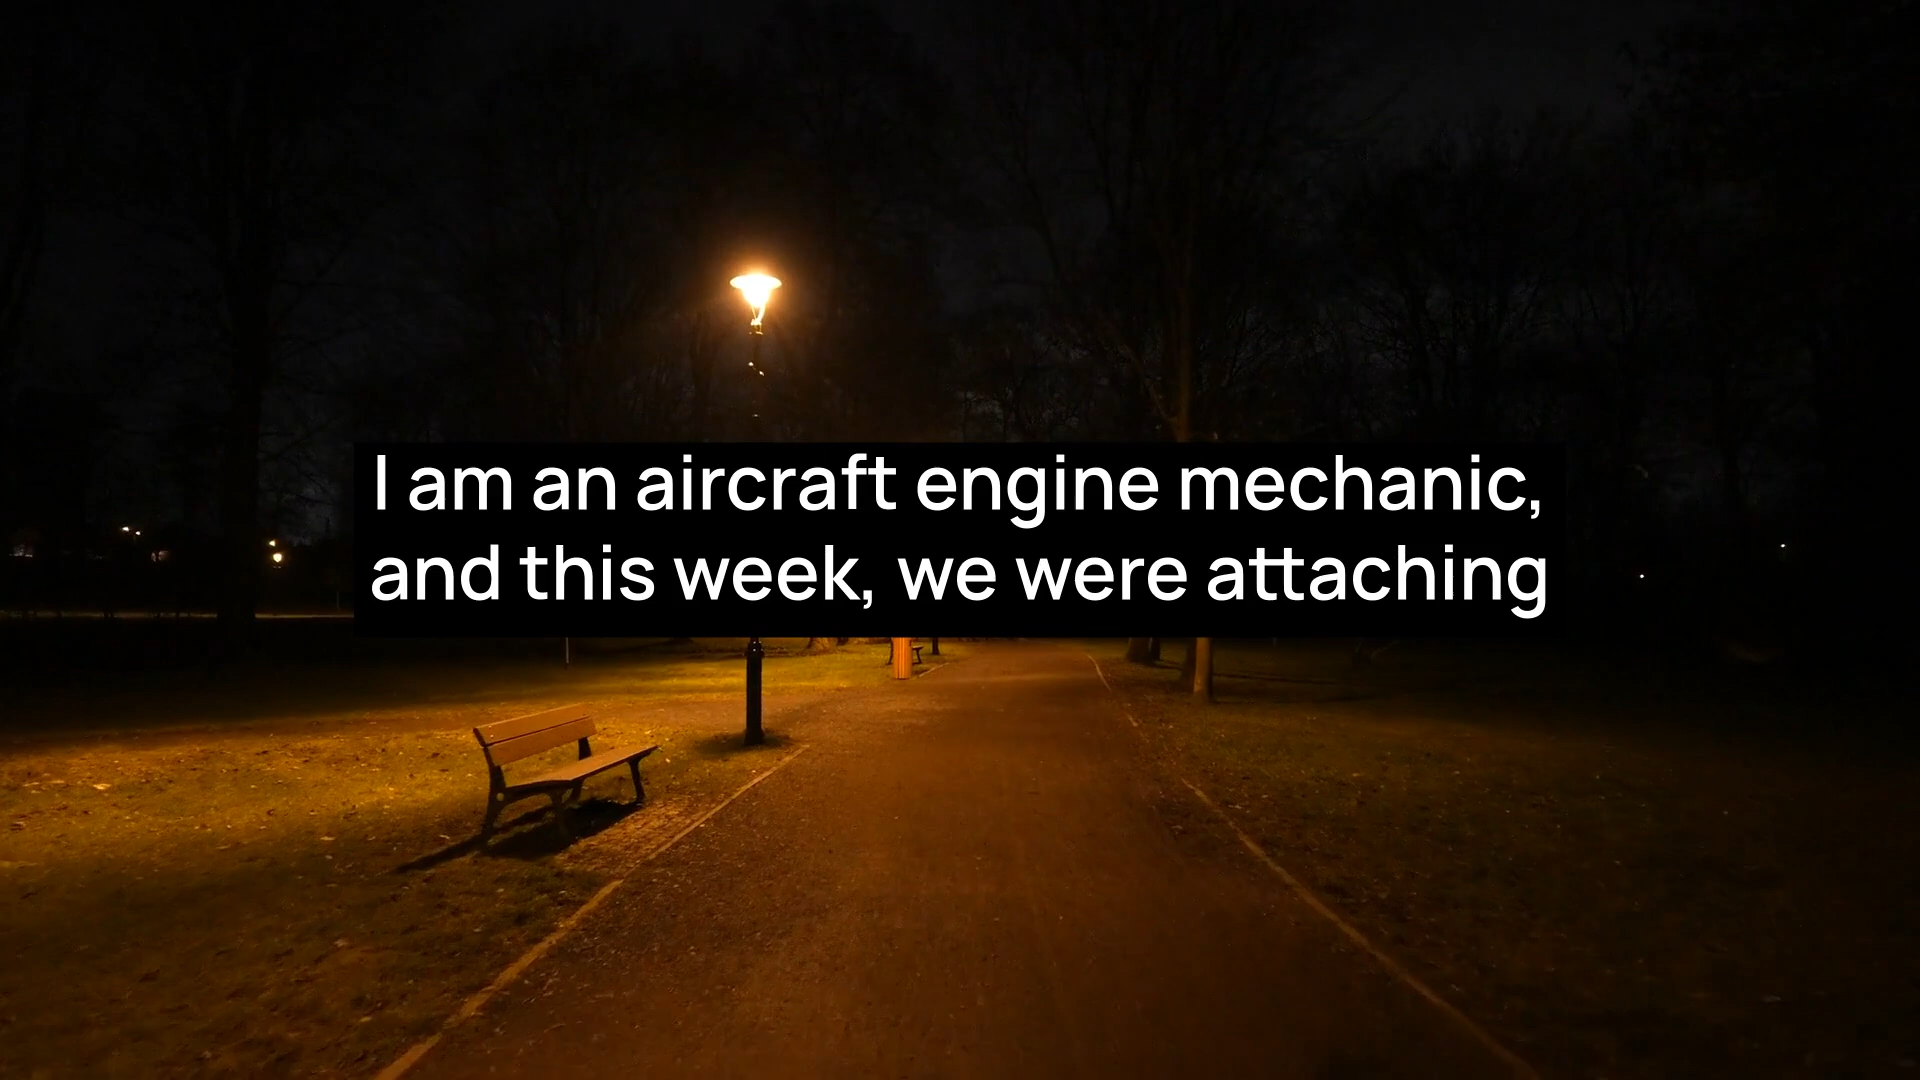 I am an aircraft engine mechanic,
and this week, we were attaching